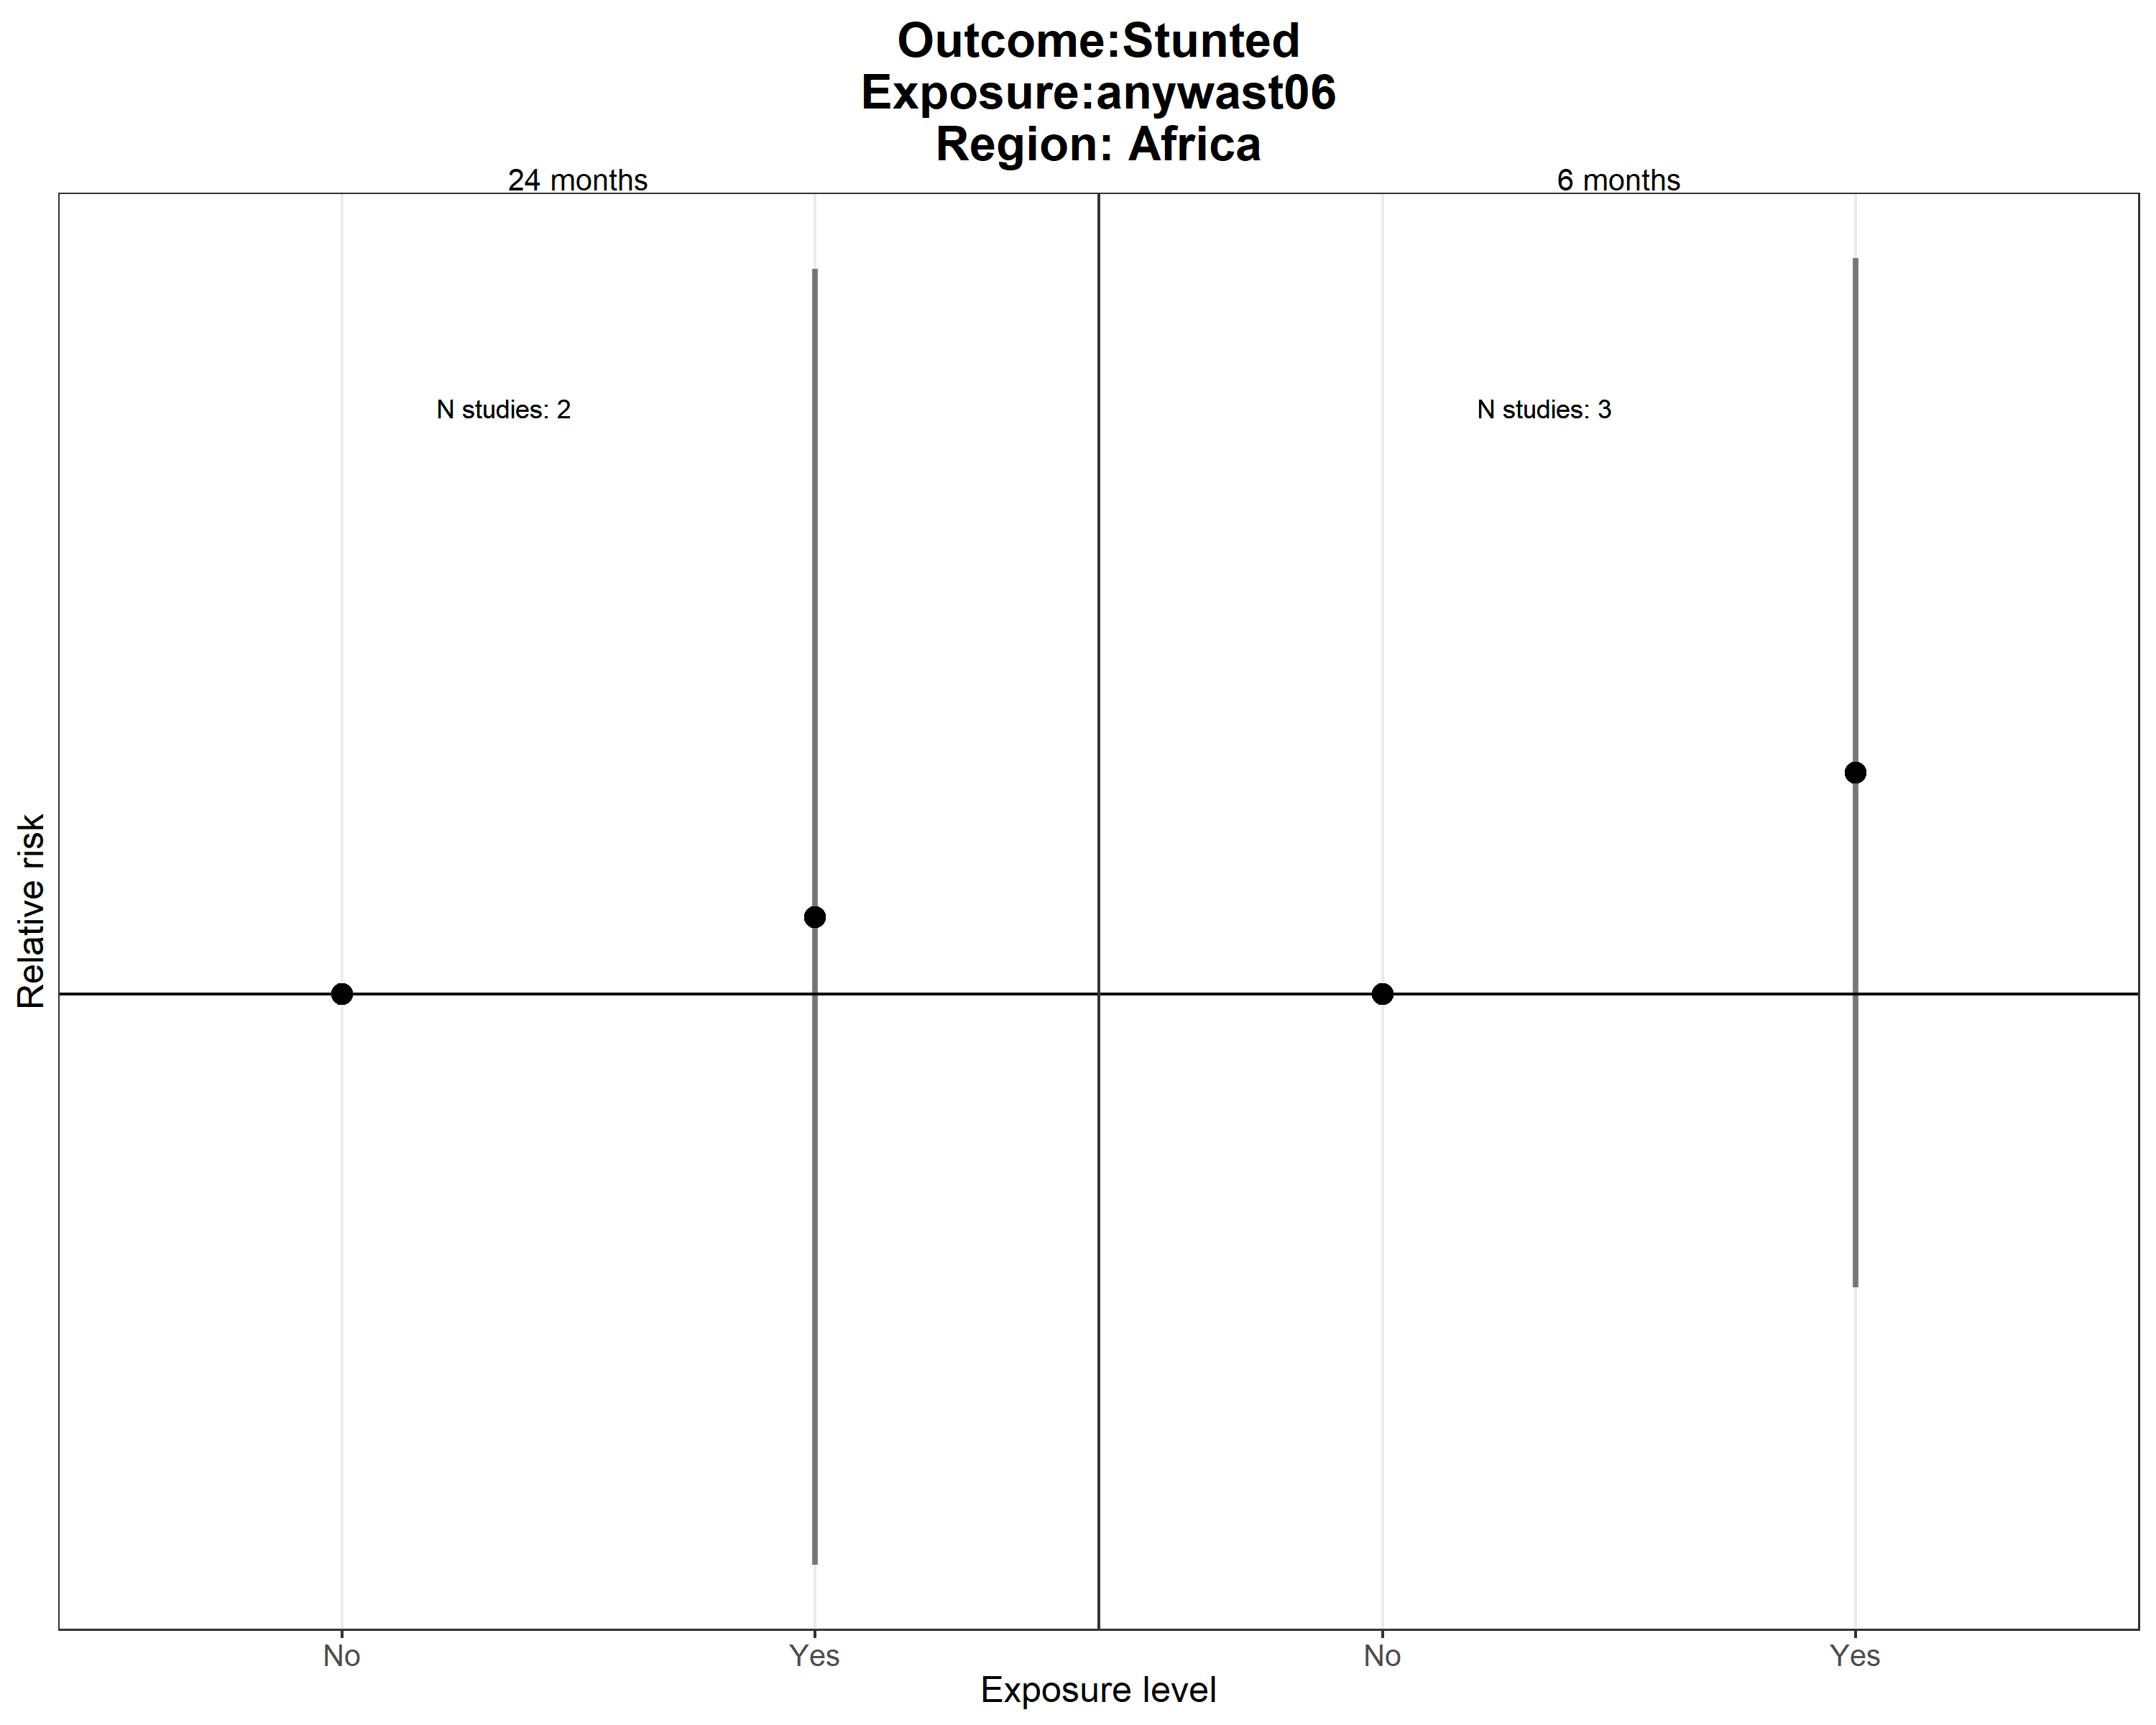 Outcome:Stunted
Exposure:anywast06
Region: Africa
24 months
6 months
N studies: 2
N studies: 3
Relative risk
No
Yes
No
Yes
Exposure level